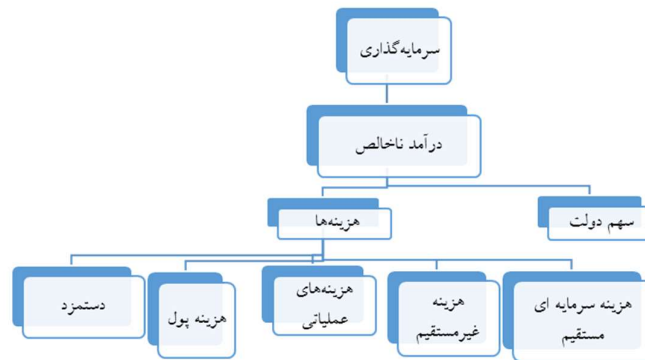 سرمایه‌گذاری
درآمد ناخالص
سهم دولت
هزینه‌ها
هزینه سرمایه ای
مستقیم
هزینه
غیرمستقیم
هزینه‌های
عملیاتی
هزینه پول
دستمزد